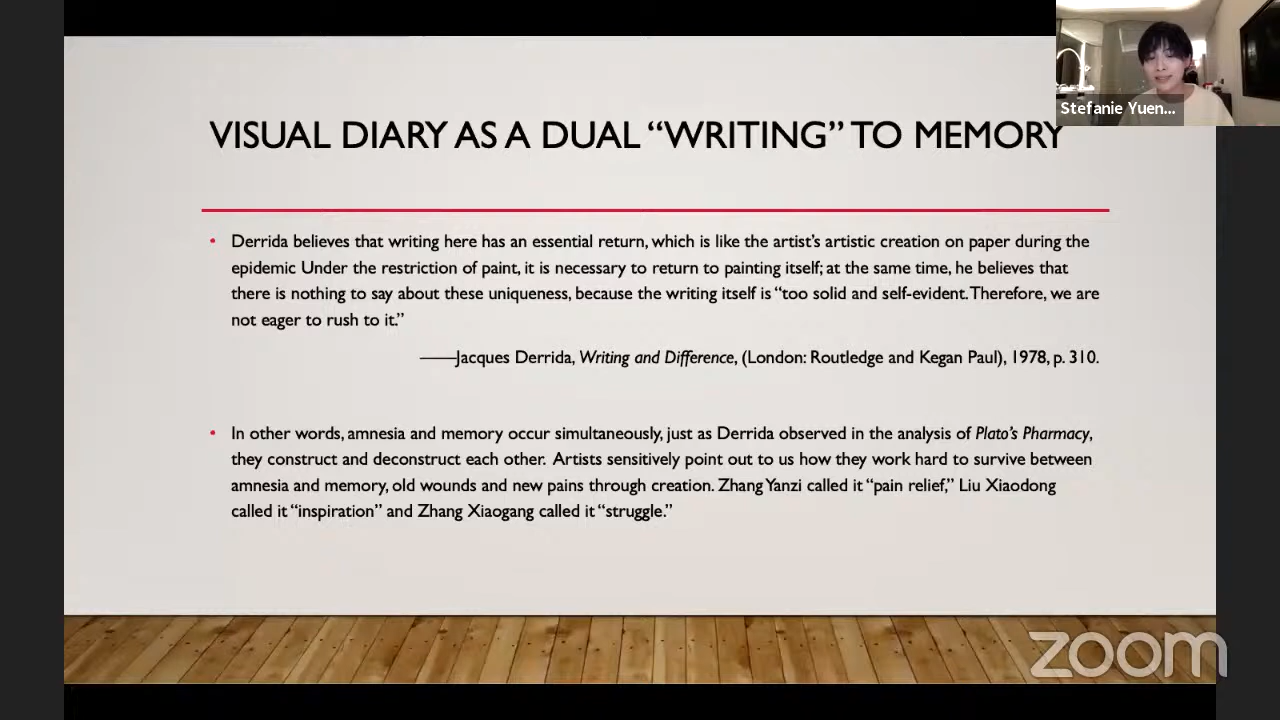 Stefanie Yuen...
VISUAL DIARY AS A DUAL “WRITING” TO MEMORY
• Derrida believes that writing here has an essential return, which is like the artist’s artistic creation on paper during the
epidemic Under the restriction of paint, it is necessary to return to painting itself; at the same time, he believes that
there is nothing to say about these uniqueness, because the writing itself is “too solid and self-evident. Therefore, we are
not eager to rush to it.”
——Jacques Derrida, Writing and Difference, (London: Routledge and Kegan Paul), 1978, p. 310.
• In other words, amnesia and memory occur simultaneously, just as Derrida observed in the analysis of Plato’s Pharmacy,
they construct and deconstruct each other. Artists sensitively point out to us how they work hard to survive between
amnesia and memory, old wounds and new pains through creation. Zhang Yanzi called it “pain relief,” Liu Xiaodong
called it “inspiration” and Zhang Xiaogang called it “struggle.”
zoom